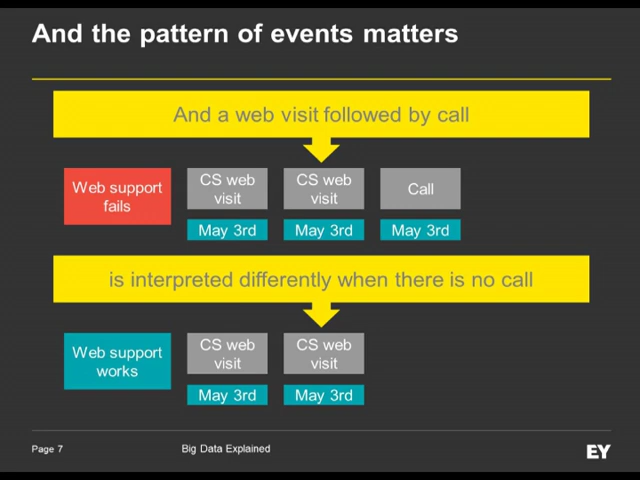 And the pattern of events matters
And a web visit followed by call
Web support
fails
CS web
visit
CS web
visit
Call
May 3rd
May 3rd
May 3rd
is interpreted differently when there is no call
Web support
works
CS web
visit
CS web
visit
May 3rd
May 3rd
Page 7
Big Data Explained
EY